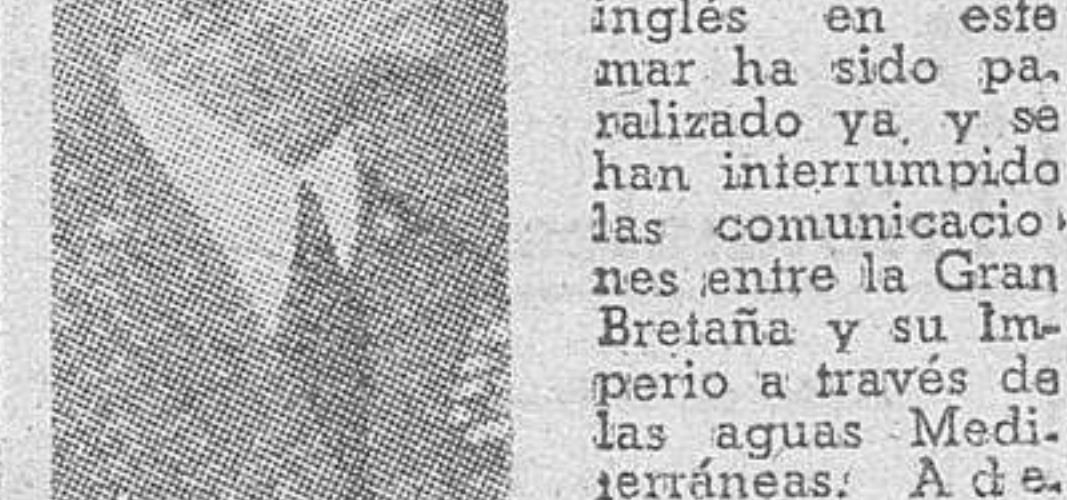 inglés en este
mar ha sido pa-
ralizado ya, y se
han interrumpido
las comunicacio-
nes entre la Gran
Bretaña y su Im-
perio a través de
las aguas Medi-
terráneas. Ade-